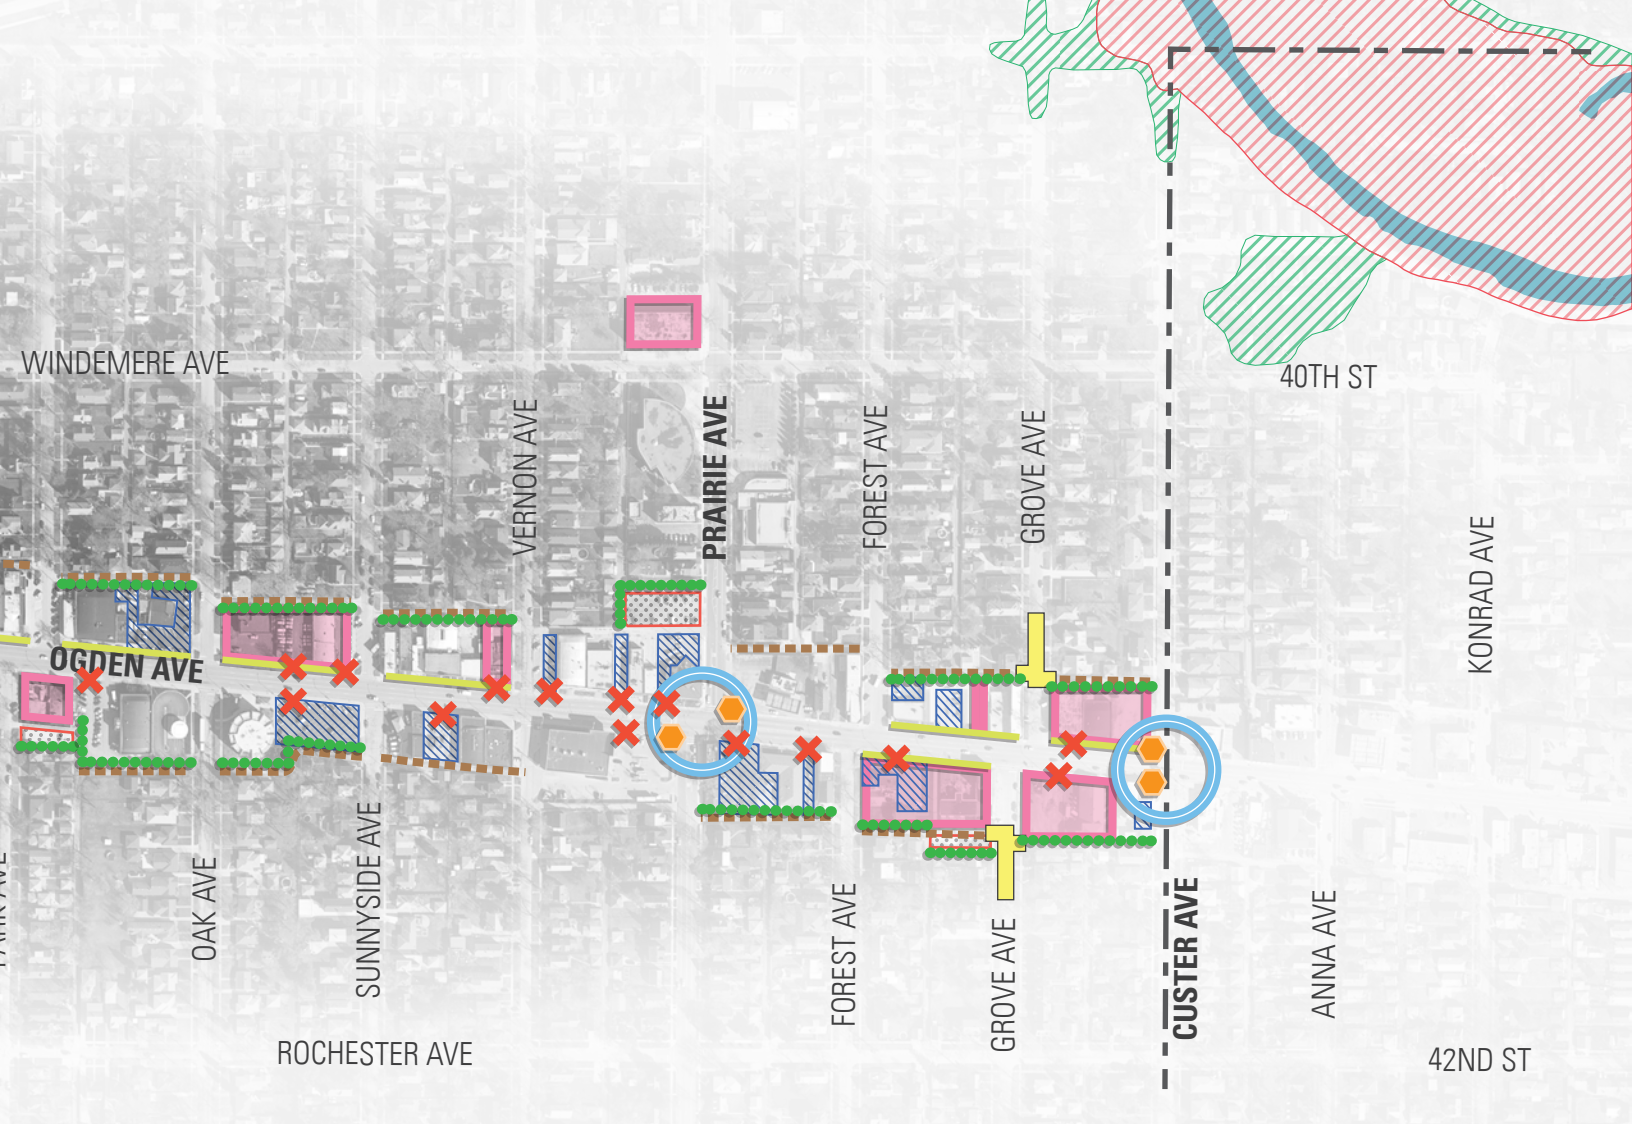 WINDEMERE AVE
40TH ST
VERNON AVE
PRAIRIE AVE
FOREST AVE
GROVE AVE
KONRAD AVE
OGDEN AVE
OAK AVE
SUNNYSIDE AVE
FOREST AVE
GROVE AVE
CUSTER AVE
ANNA AVE
ROCHESTER AVE
42ND ST